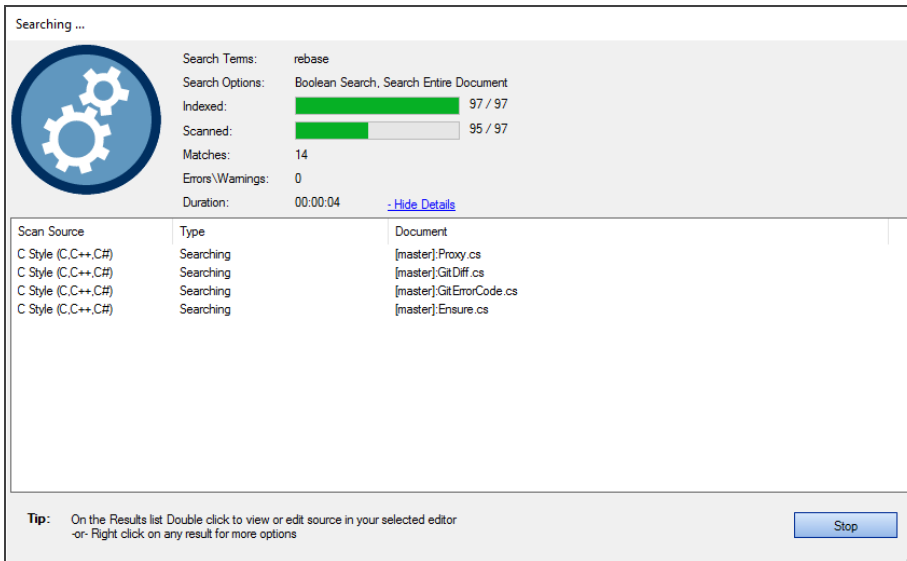 Searching ...
Search Terms: rebase
Search Options: Boolean Search, Search Entire Document
Indexed: 97 / 97
Scanned: 95 / 97
Matches: 14
Errors\Warnings: 0
Duration: 00:00:04 - Hide Details
Scan Source Type Document
C Style (C,C++,C#) Searching [master]:Proxy.cs
C Style (C,C++,C#) Searching [master]:GitDiff.cs
C Style (C,C++,C#) Searching [master]:GitErrorCode.cs
C Style (C,C++,C#) Searching [master]:Ensure.cs
Tip: On the Results list Double click to view or edit source in your selected editor
-or- Right click on any result for more options
Stop